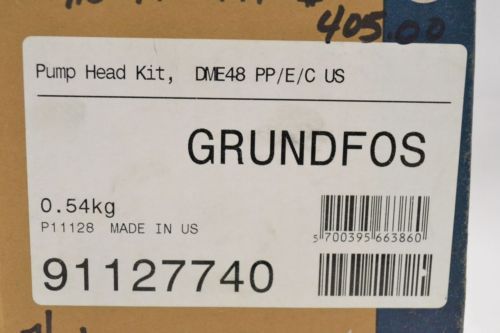 405.00
Pump Head Kit, DME48 PP/E/C US
GRUNDFOS
0.54kg
P11128 MADE IN US
5 700395 663860
91127740